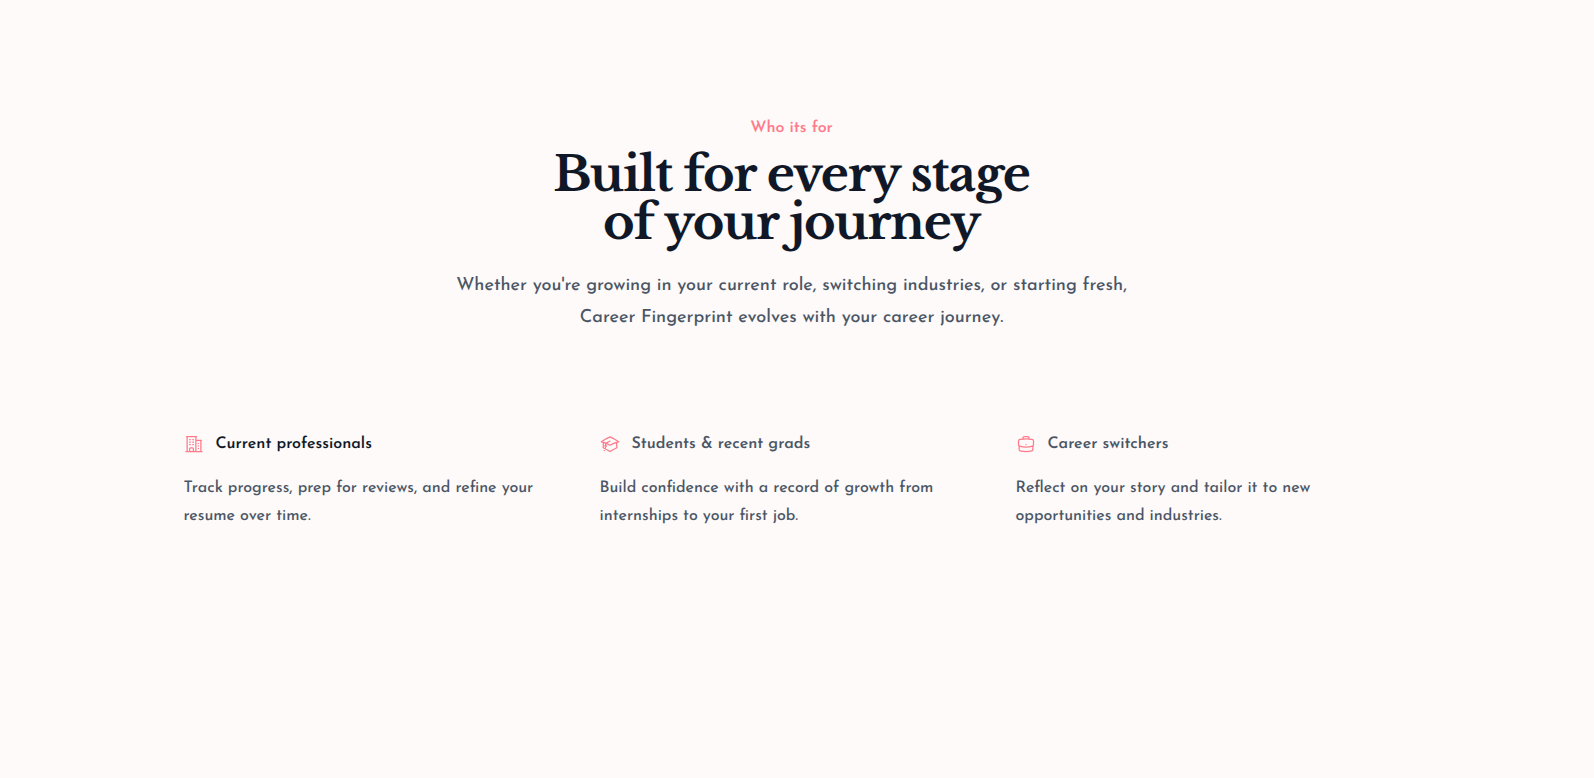 Who its for
Built for every stage
of your journey
Whether you're growing in your current role, switching industries, or starting fresh,
Career Fingerprint evolves with your career journey.
Current professionals
Track progress, prep for reviews, and refine your
resume over time.
Students & recent grads
Build confidence with a record of growth from
internships to your first job.
Career switchers
Reflect on your story and tailor it to new
opportunities and industries.